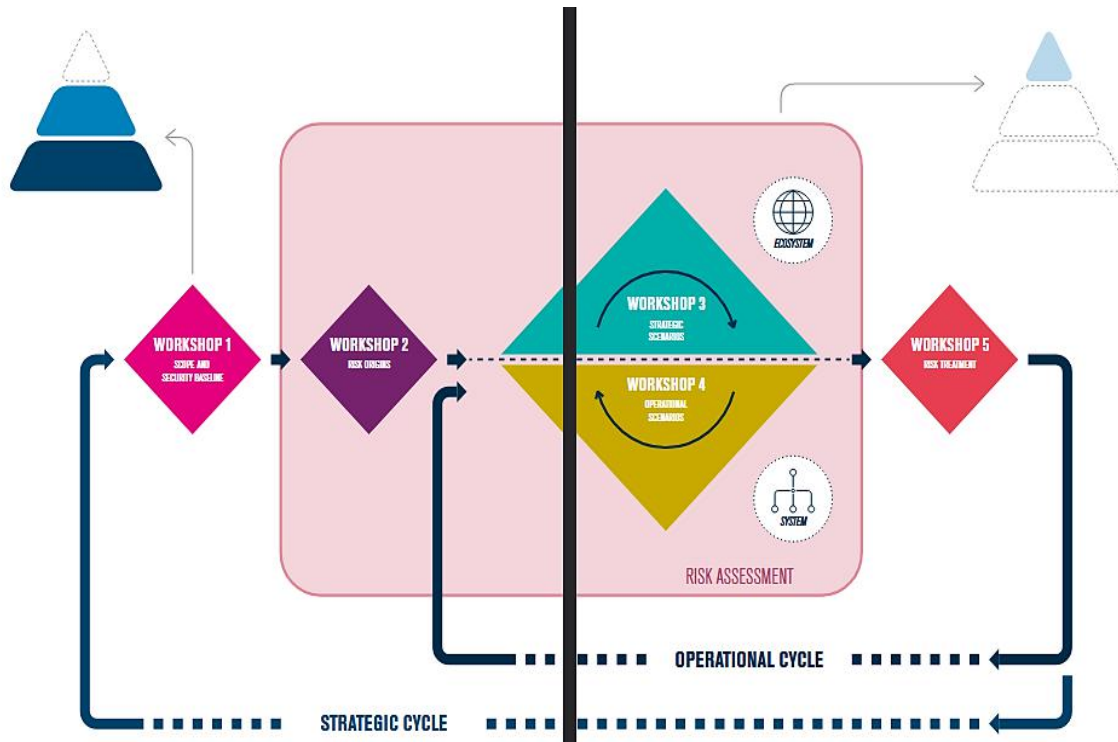 ECOSYSTEM
WORKSHOP 1
SCOPE AND
SECURITY BASELINE
WORKSHOP 2
RISK ORIGINS
WORKSHOP 3
STRATEGIC
SCENARIOS
WORKSHOP 4
OPERATIONAL
SCENARIOS
WORKSHOP 5
RISK TREATMENT
SYSTEM
RISK ASSESSMENT
OPERATIONAL CYCLE
STRATEGIC CYCLE